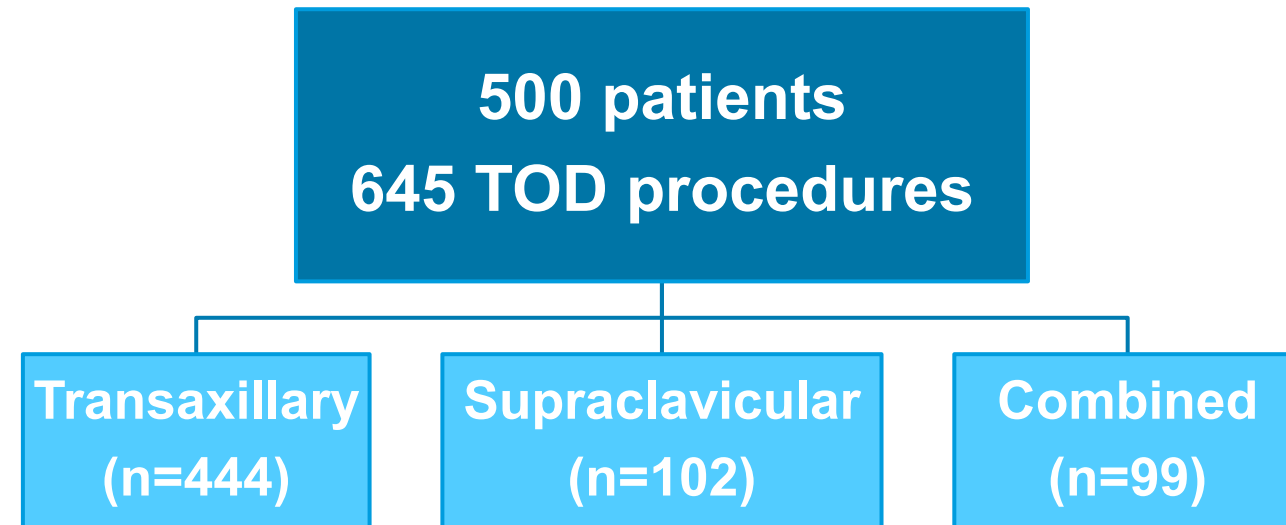 500 patients
645 TOD procedures
Transaxillary
(n=444)
Supraclavicular
(n=102)
Combined
(n=99)